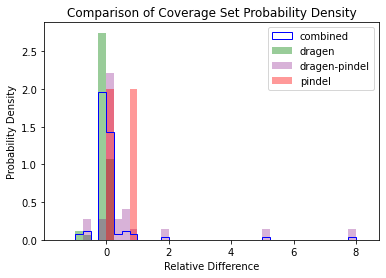 Comparison of Coverage Set Probability Density
combined
dragen
dragen-pindel
pindel
Probability Density
2.5
2.0
1.5
1.0
0.5
0.0
0
2
4
6
8
Relative Difference